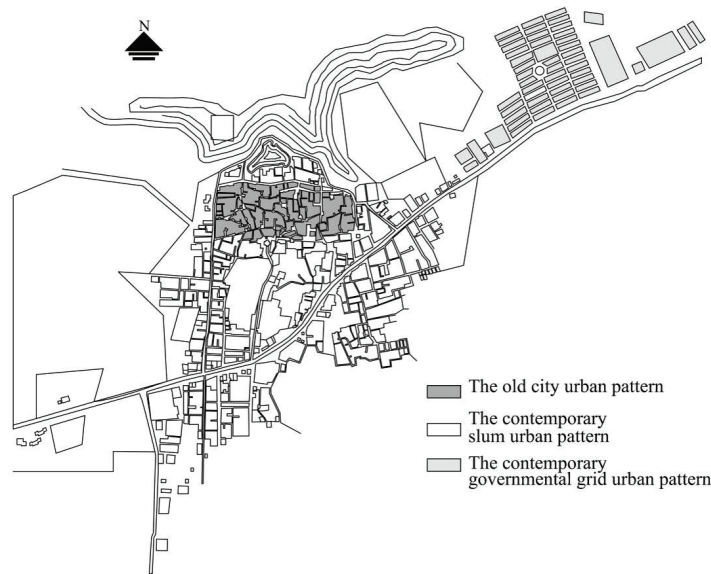 N
The old city urban pattern
The contemporary
slum urban pattern
The contemporary
governmental grid urban pattern